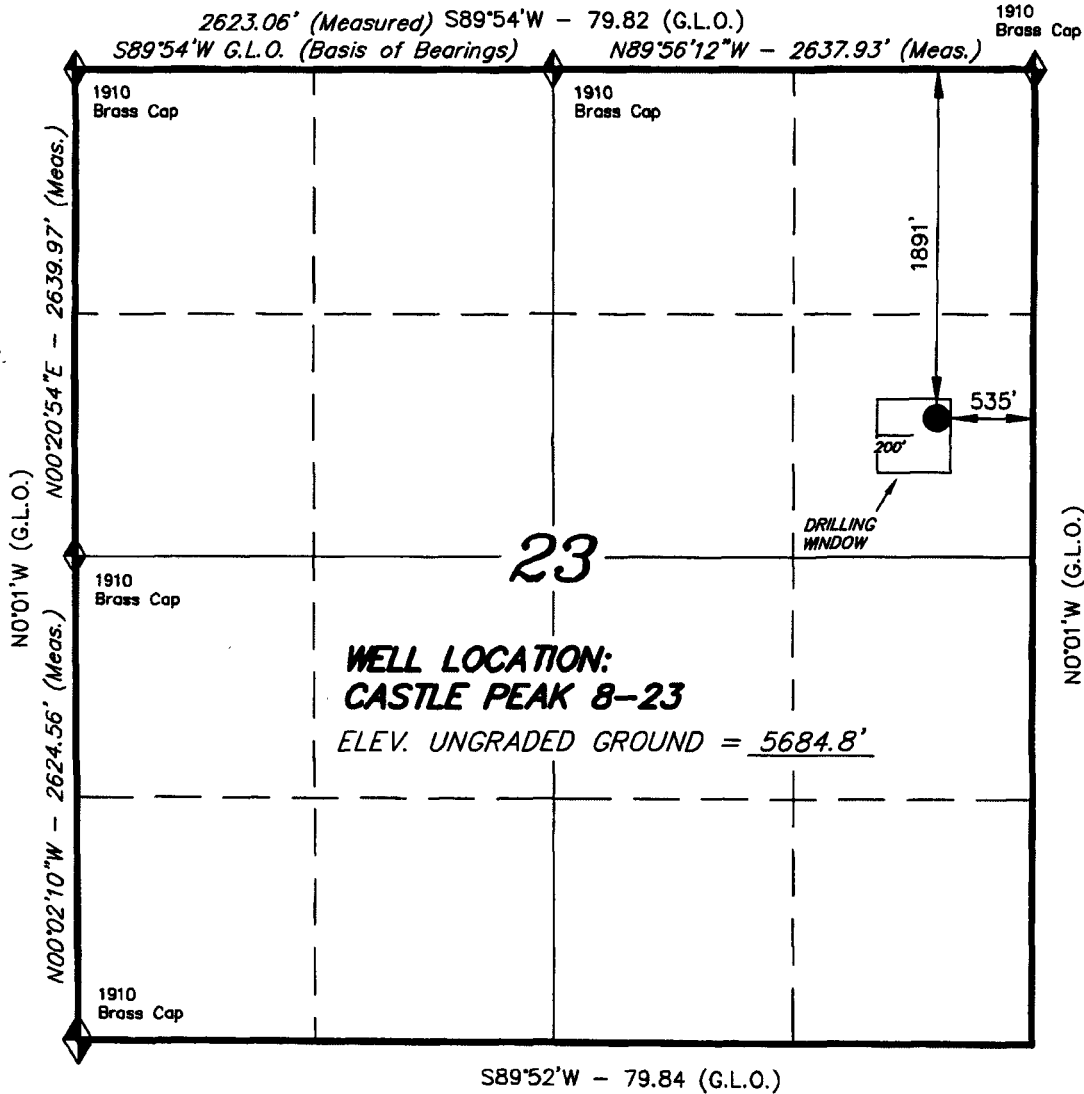 2623.06' (Measured) S89°54'W - 79.82 (G.L.O.)
S89°54'W G.L.O. (Basis of Bearings)
N89°56'12"W - 2637.93' (Meas.)
1910
Brass Cap
1910
Brass Cap
1910
Brass Cap
N00°20'54"E - 2639.97' (Meas.)
1891'
535'
200'
DRILLING
WINDOW
N0°01'W (G.L.O.)
N0°01'W (G.L.O.)
23
1910
Brass Cap
WELL LOCATION:
CASTLE PEAK 8-23
ELEV. UNGRADED GROUND = 5684.8'
N00°02'10"W - 2624.56' (Meas.)
1910
Brass Cap
S89°52'W - 79.84 (G.L.O.)